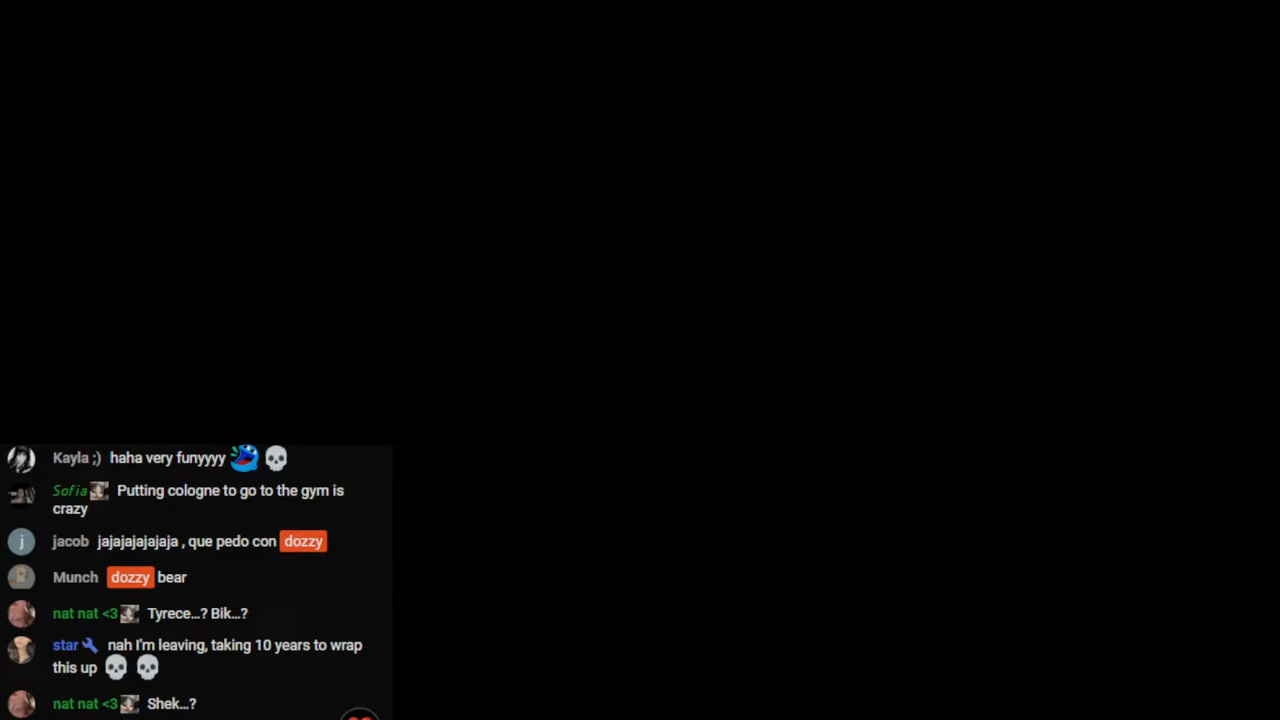 Kayla ;) haha very funyyyy 💀
Sofia Putting cologne to go to the gym is
crazy
j jacob jajajajajajaja , que pedo con dozzy
Munch dozzy bear
nat nat <3 Tyrece...? Bik...?
star nah I'm leaving, taking 10 years to wrap
this up 💀 💀
nat nat <3 Shek...?